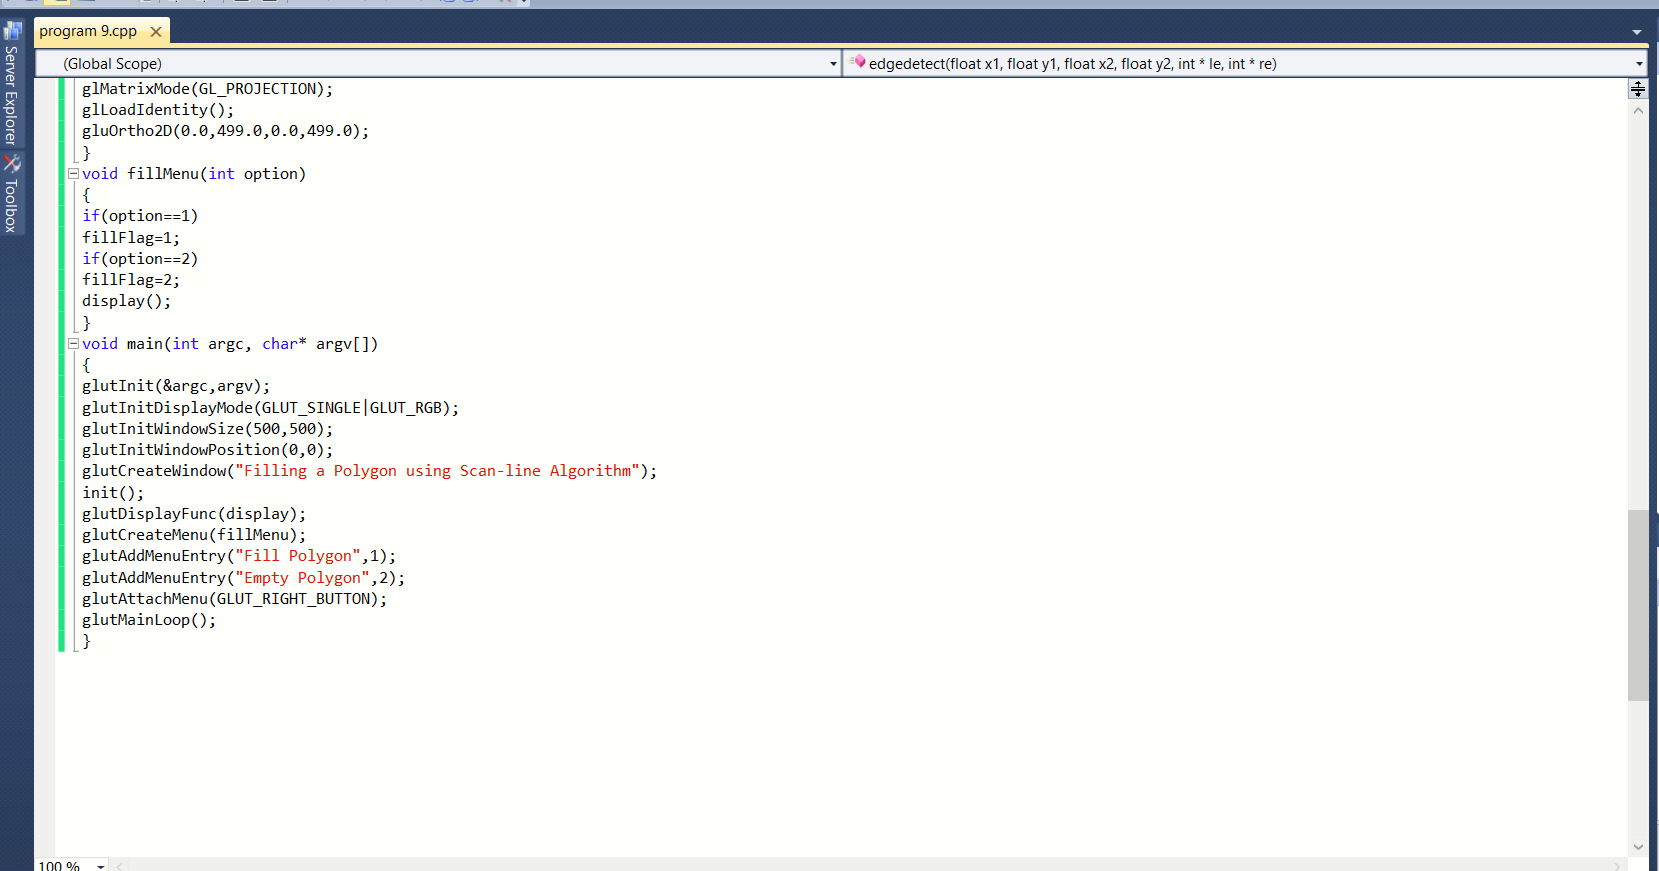 program 9.cpp
Server Explorer
Toolbox
(Global Scope)
edgedetect(float x1, float y1, float x2, float y2, int * le, int * re)
glMatrixMode(GL_PROJECTION);
glLoadIdentity();
gluOrtho2D(0.0,499.0,0.0,499.0);
}
void fillMenu(int option)
{
if(option==1)
fillFlag=1;
if(option==2)
fillFlag=2;
display();
}
void main(int argc, char* argv[])
{
glutInit(&argc,argv);
glutInitDisplayMode(GLUT_SINGLE|GLUT_RGB);
glutInitWindowSize(500,500);
glutInitWindowPosition(0,0);
glutCreateWindow("Filling a Polygon using Scan-line Algorithm");
init();
glutDisplayFunc(display);
glutCreateMenu(fillMenu);
glutAddMenuEntry("Fill Polygon",1);
glutAddMenuEntry("Empty Polygon",2);
glutAttachMenu(GLUT_RIGHT_BUTTON);
glutMainLoop();
}
100 %